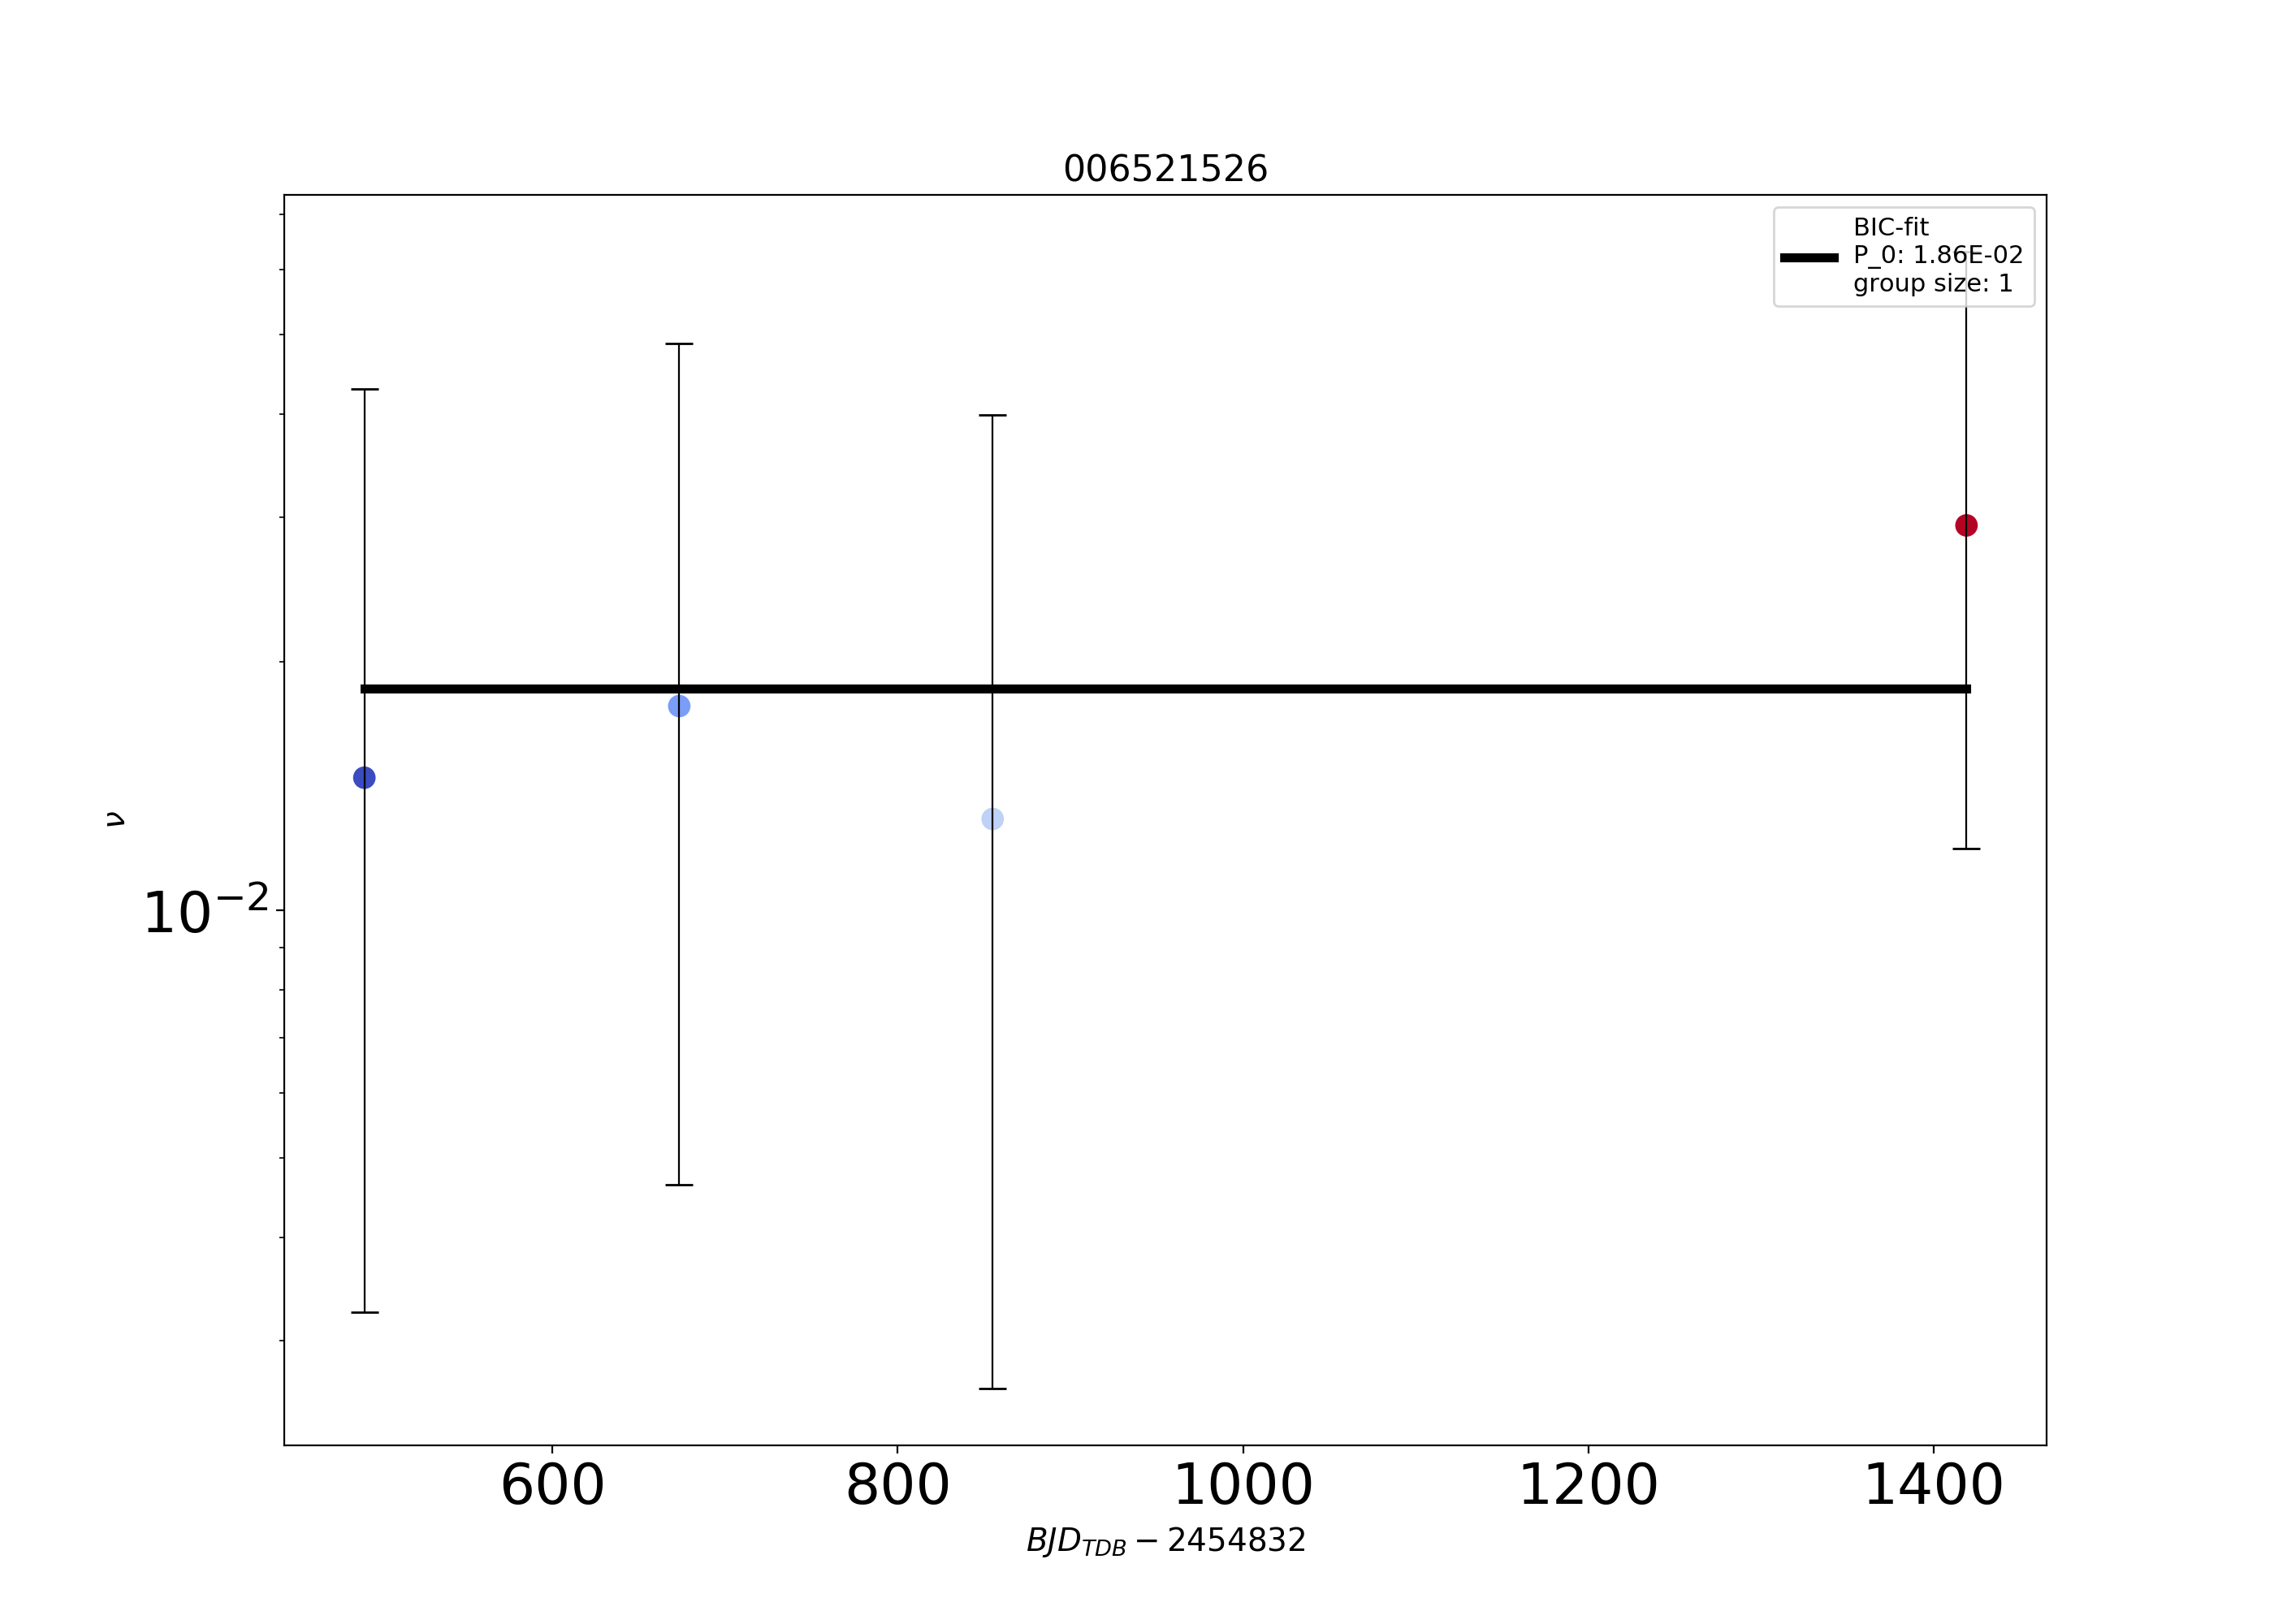 006521526
BIC-fit
P_0: 1.86E-02
group size: 1
ν
10⁻²
600 800 1000 1200 1400
BJD_TDB − 2454832